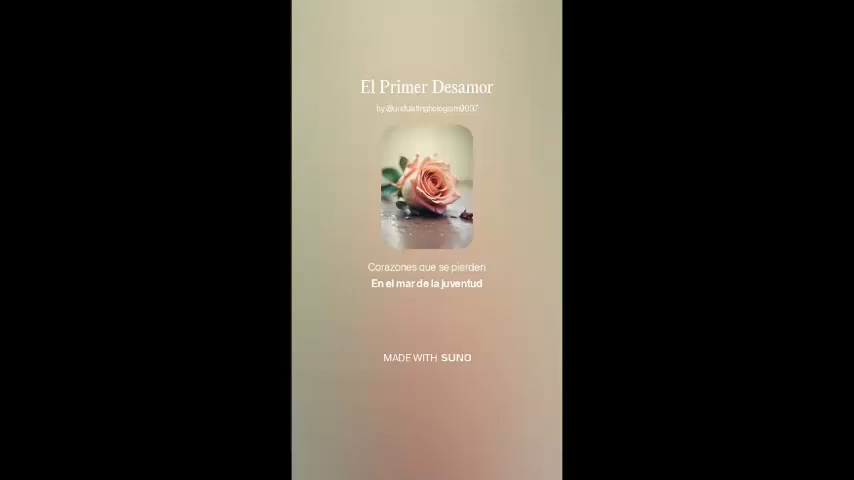 El Primer Desamor
Corazones que se pierden
En el mar de la juventud
MADE WITH SUNO